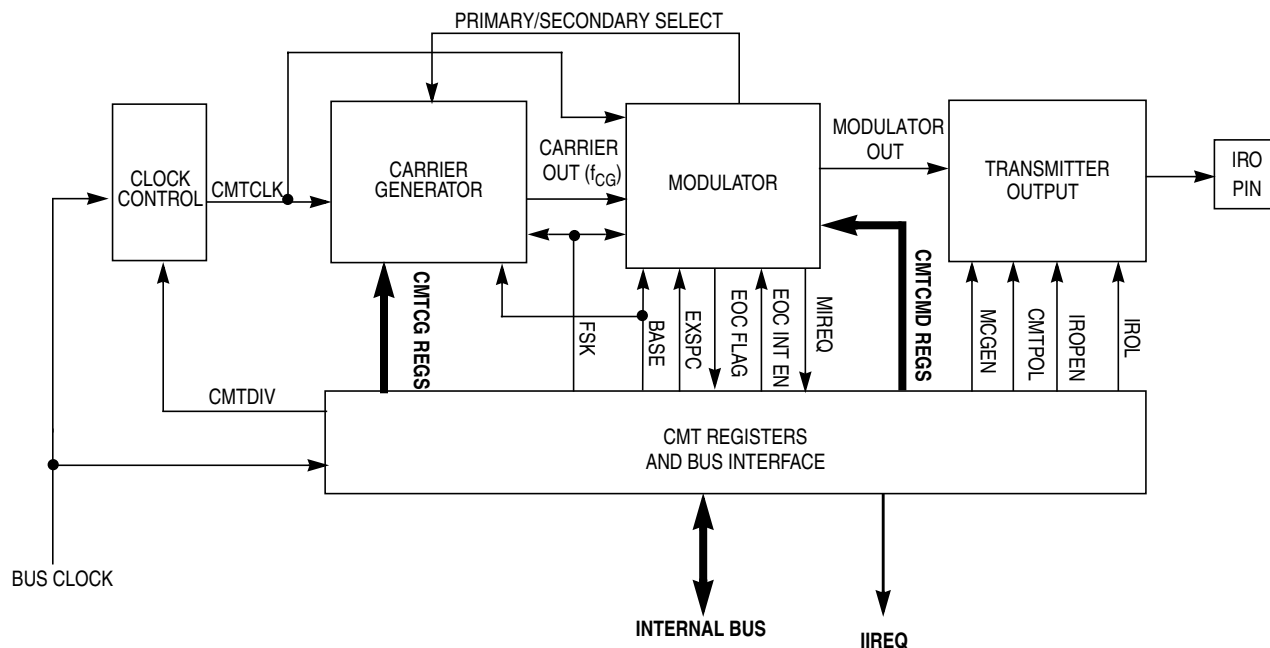 PRIMARY/SECONDARY SELECT
CLOCK
CONTROL
CMTCLK
CARRIER
GENERATOR
CARRIER
OUT (fCG)
MODULATOR
MODULATOR
OUT
TRANSMITTER
OUTPUT
IRO
PIN
CMTCG REGS
FSK
BASE
EXSPC
EOC FLAG
EOC INT EN
MIREQ
CMTCMD REGS
MCGEN
CMTPOL
IROPEN
IROL
CMTDIV
CMT REGISTERS
AND BUS INTERFACE
BUS CLOCK
INTERNAL BUS
IIREQ